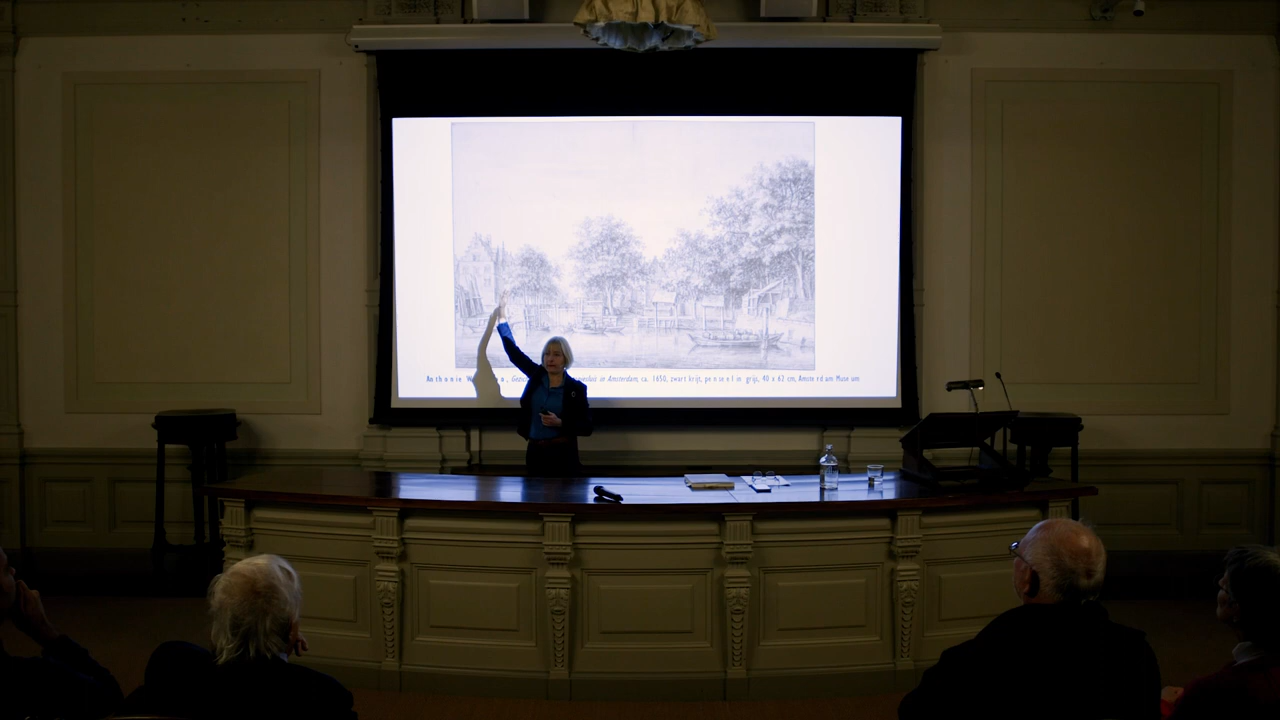 Anthonie in Amsterdam, ca. 1650, zwart krijt, penseel in grijs, 40 x 62 cm, Amsterdam Museum